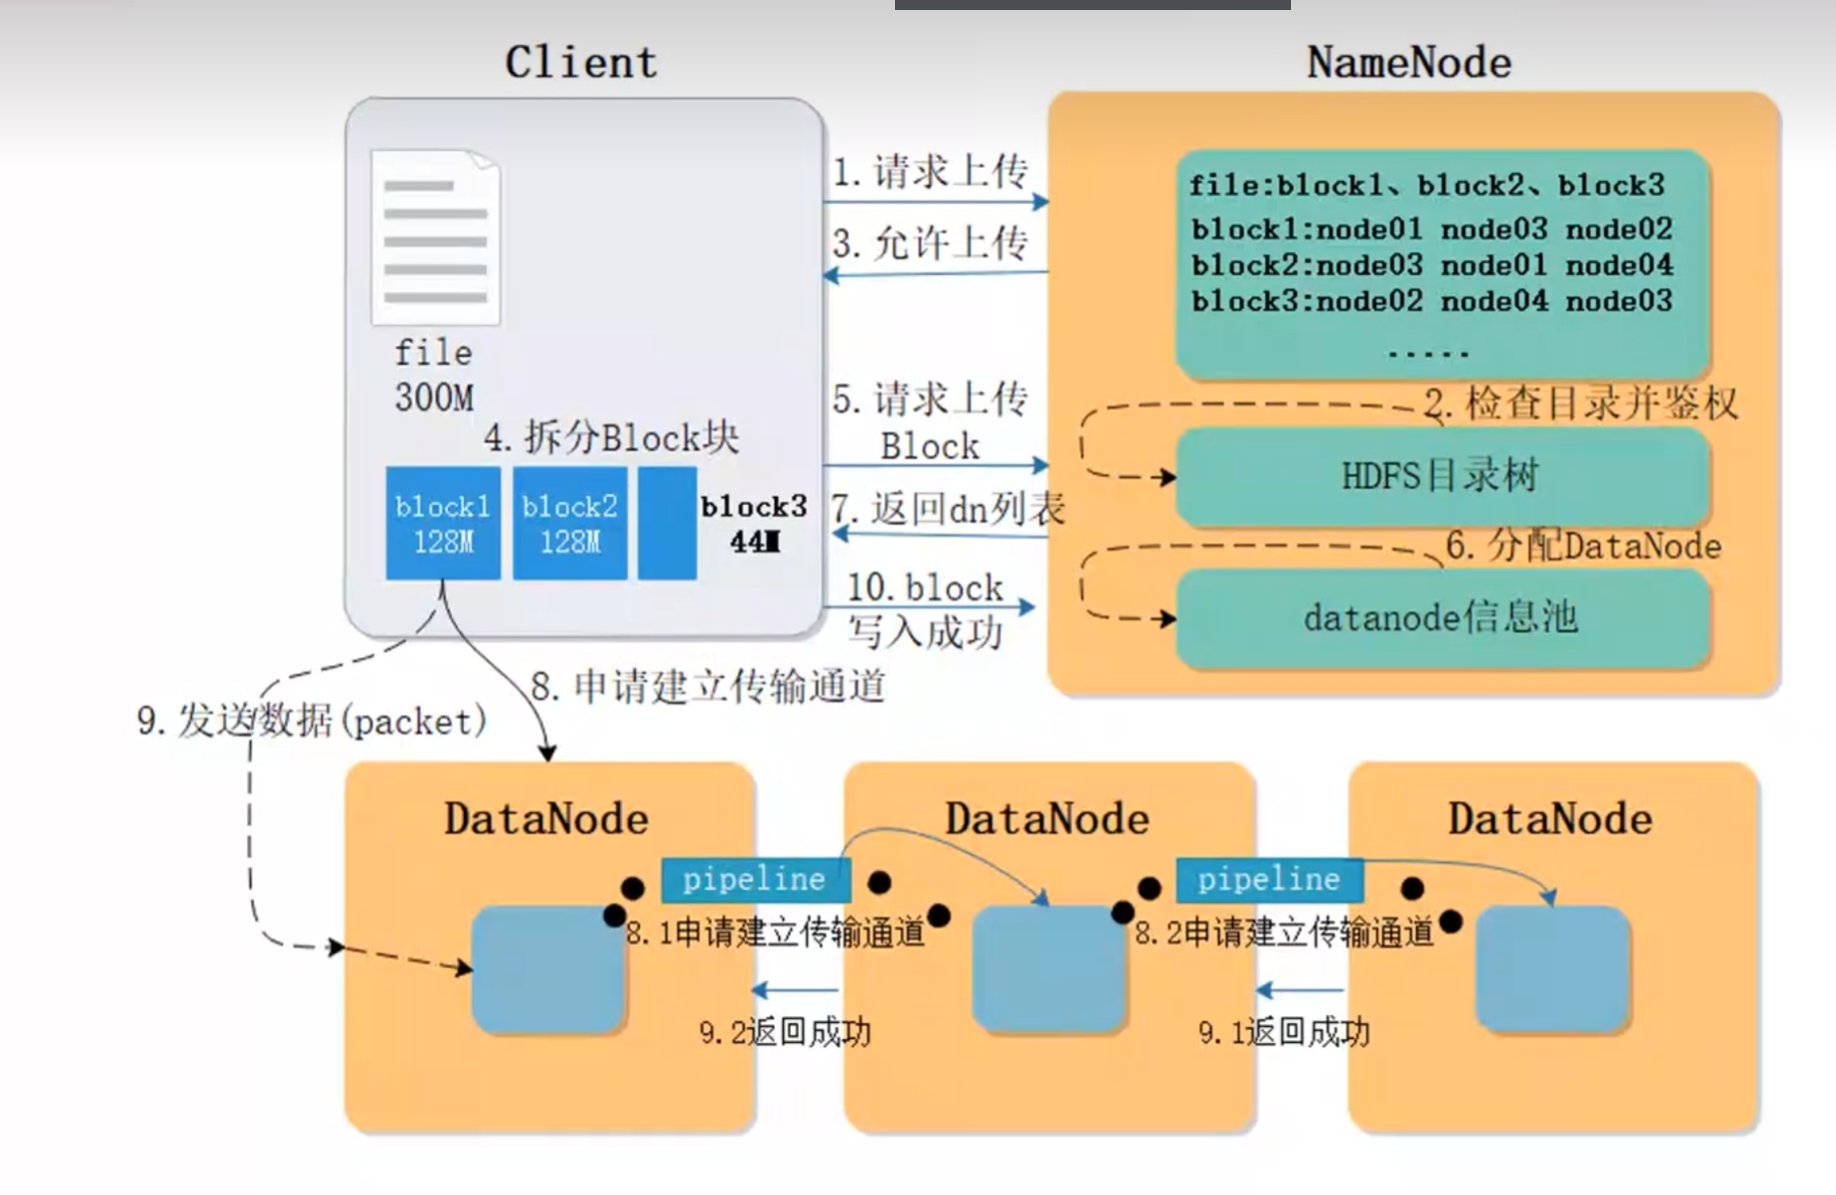 Client
NameNode
1.请求上传
3.允许上传
file:block1、block2、block3
block1:node01 node03 node02
block2:node03 node01 node04
block3:node02 node04 node03
.....
file
300M
4.拆分Block块
block1
128M
block2
128M
block3
44M
5.请求上传
Block
7.返回dn列表
10.block
写入成功
2.检查目录并鉴权
HDFS目录树
6.分配DataNode
datanode信息池
8.申请建立传输通道
9.发送数据(packet)
DataNode
DataNode
DataNode
pipeline
pipeline
8.1申请建立传输通道
8.2申请建立传输通道
9.2返回成功
9.1返回成功